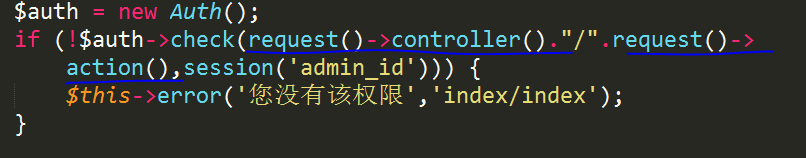 $auth = new Auth();
if (!$auth->check(request()->controller()."/".request()->
action(),session('admin_id'))) {
$this->error('您没有该权限','index/index');
}